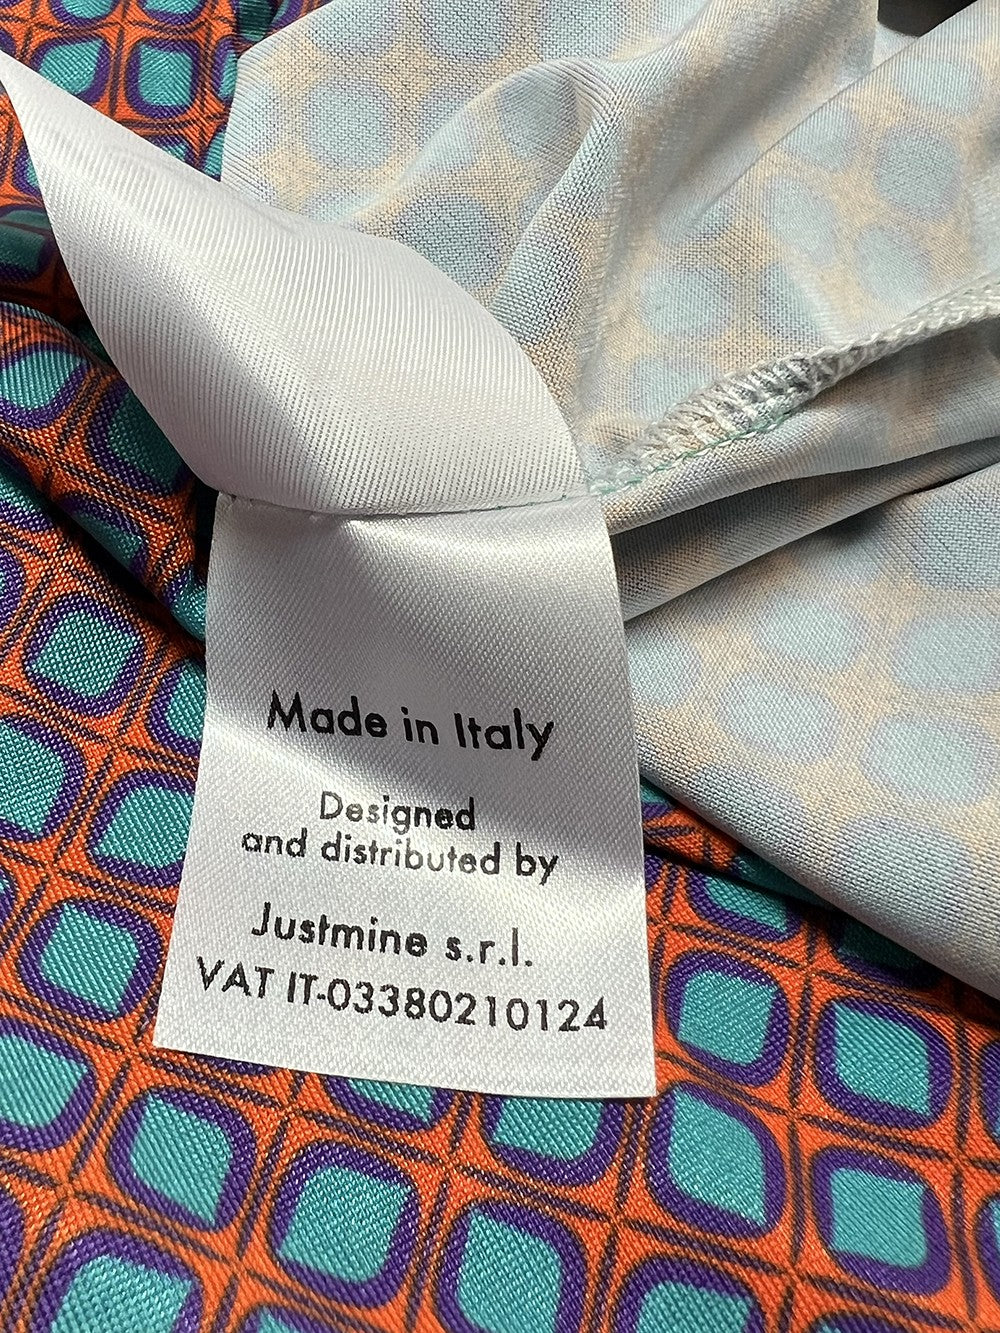 Made in Italy
Designed
and distributed by
Justmine s.r.l.
VAT IT-03380210124